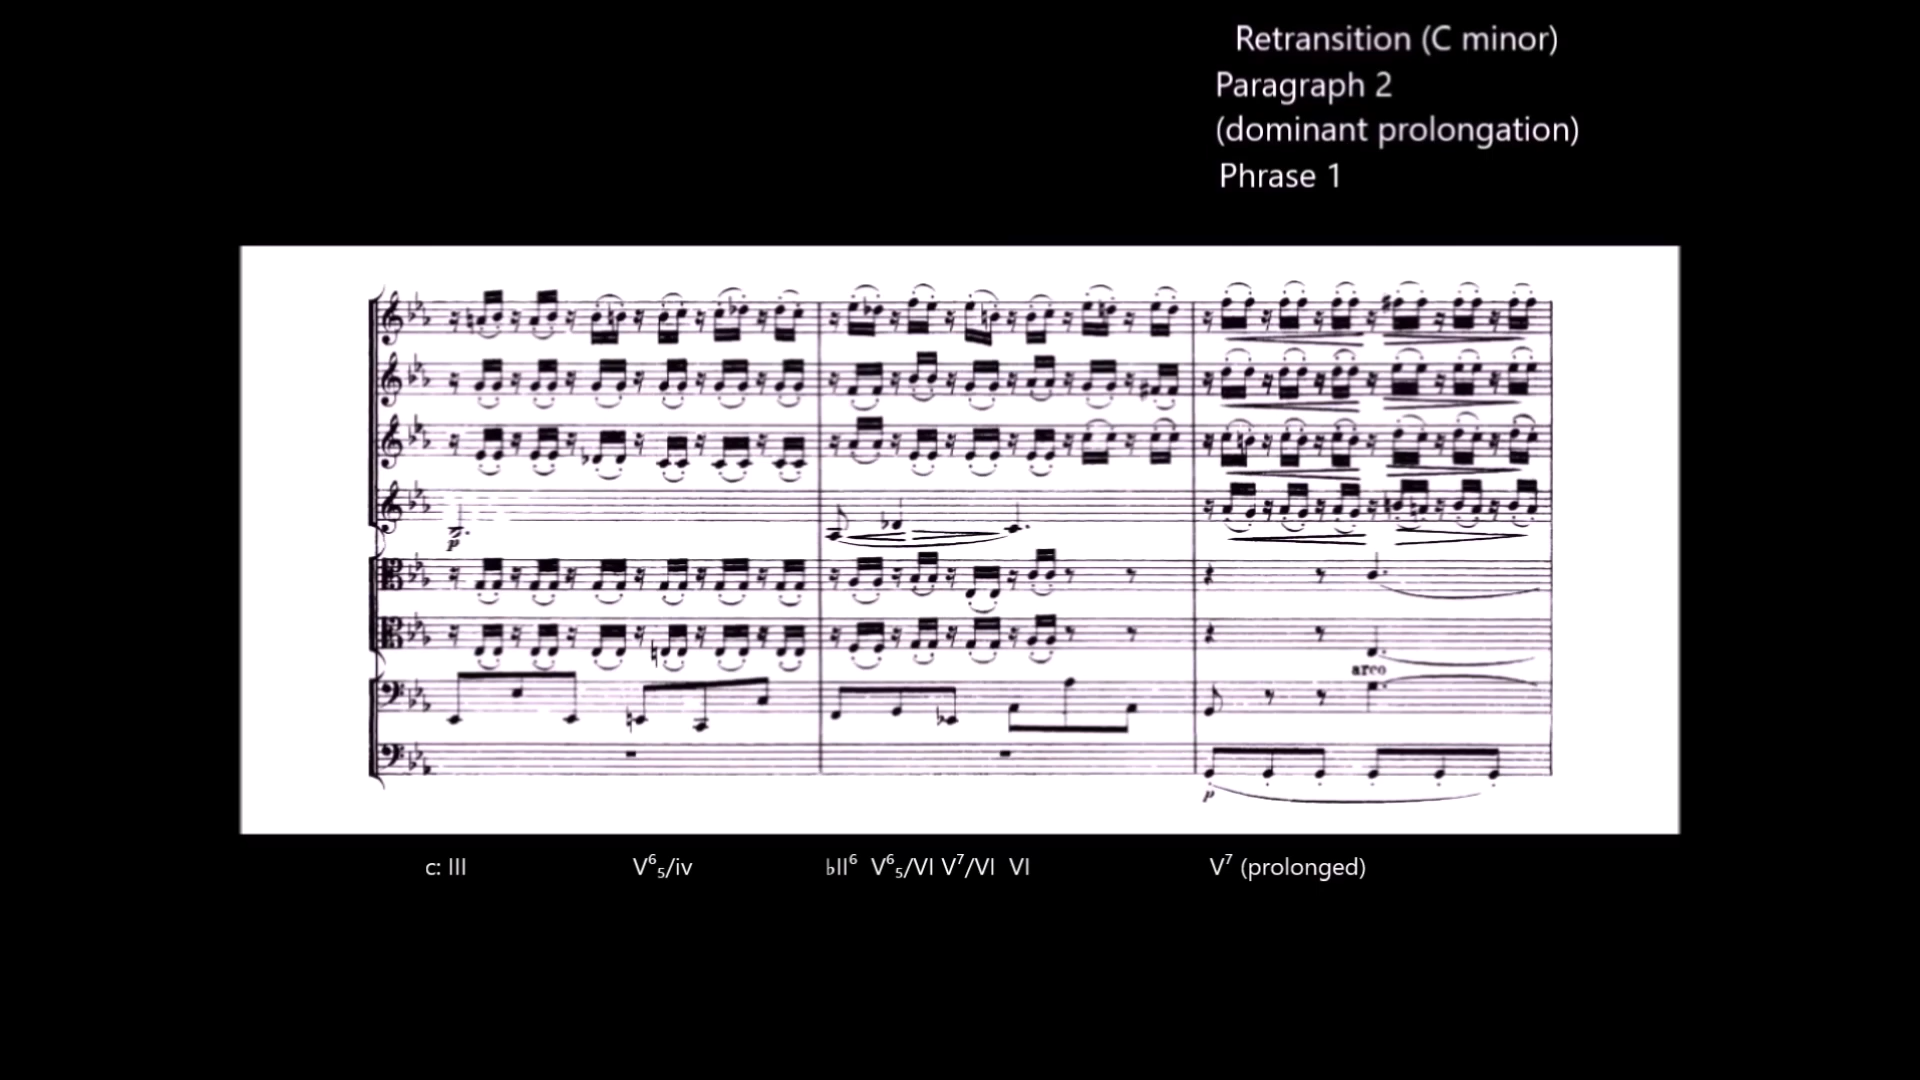 Retransition (C minor)
Paragraph 2
(dominant prolongation)
Phrase 1
p
arco
p
c: III V⁶₅/iv ♭II⁶ V⁶₅/VI V⁷/VI VI V⁷ (prolonged)